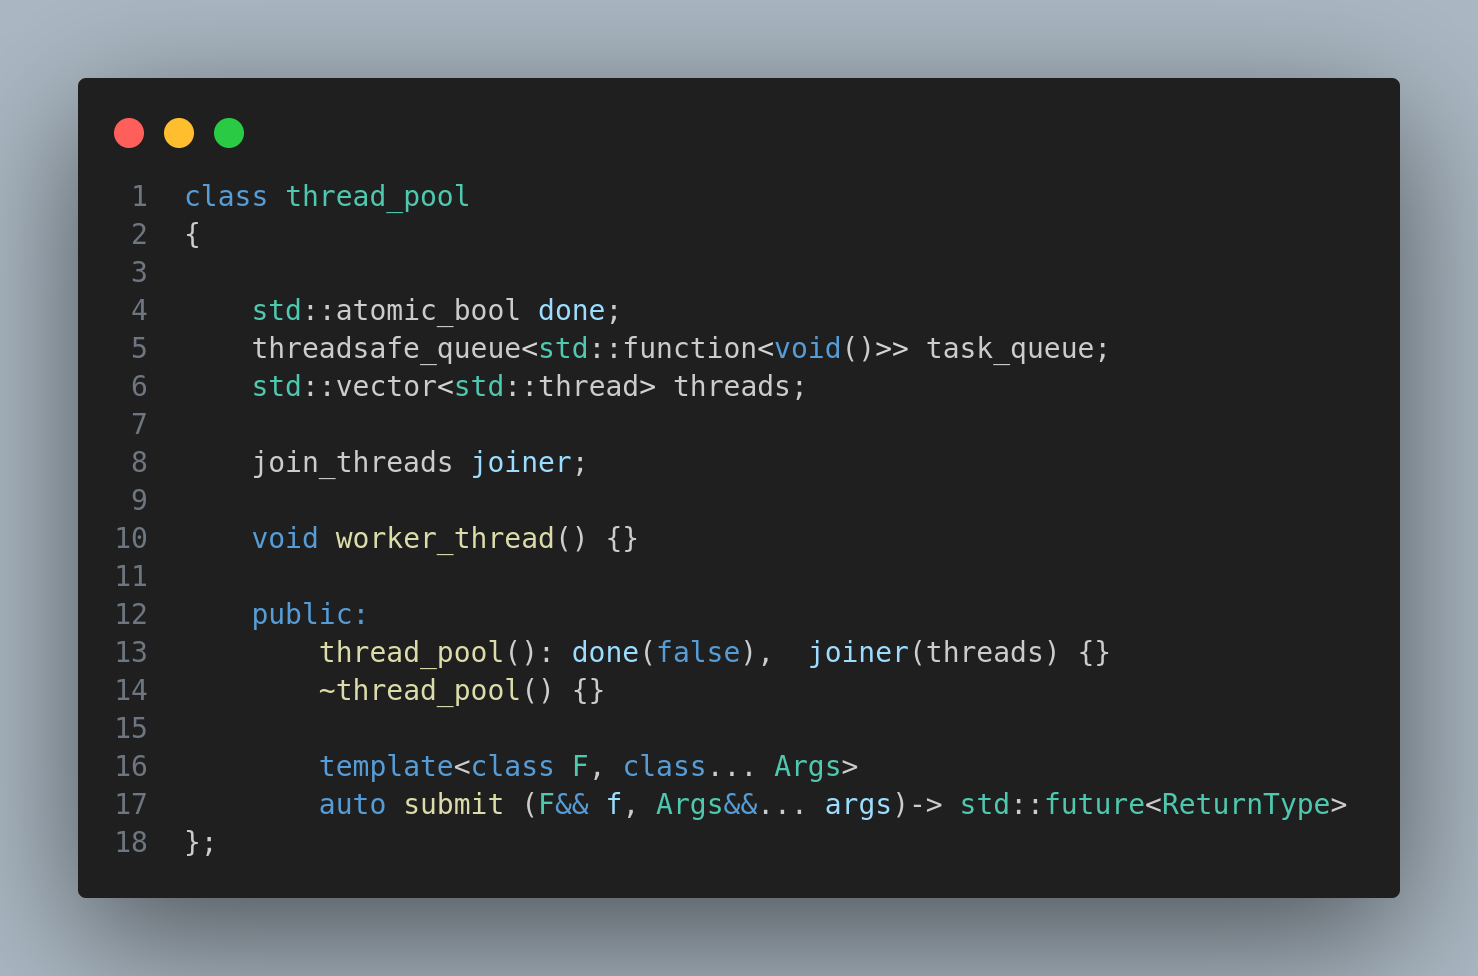 1 class thread_pool
2 {
3
4     std::atomic_bool done;
5     threadsafe_queue<std::function<void()>> task_queue;
6     std::vector<std::thread> threads;
7
8     join_threads joiner;
9
10     void worker_thread() {}
11
12     public:
13         thread_pool(): done(false),  joiner(threads) {}
14         ~thread_pool() {}
15
16         template<class F, class... Args>
17         auto submit (F&& f, Args&&... args)-> std::future<ReturnType>
18 };